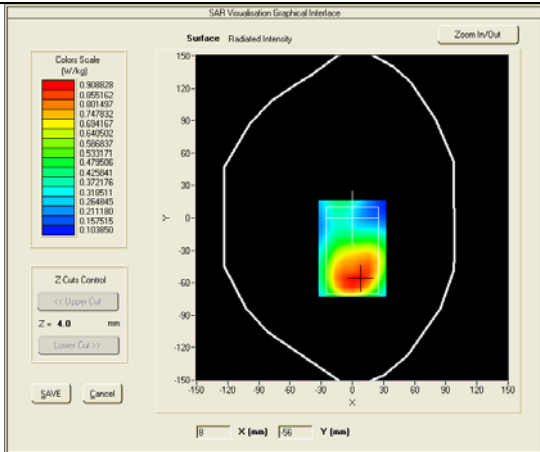 SAR Visualisation Graphical Interface
Surface Radiated Intensity
Zoom In/Out
Colors Scale
(W/kg)
0.908828
0.855162
0.801497
0.747832
0.694167
0.640502
0.586837
0.533171
0.479506
0.425841
0.372176
0.318511
0.264845
0.211180
0.157515
0.103850
150
120
90
60
30
0
-30
-60
-90
-120
-150
Y
-150 -120 -90 -60 -30 0 30 60 90 120 150
X
Z-Cuts Control
<< Upper Cut
Z = 4.0 mm
Lower Cut >>
SAVE Cancel
8 X (mm) -56 Y (mm)